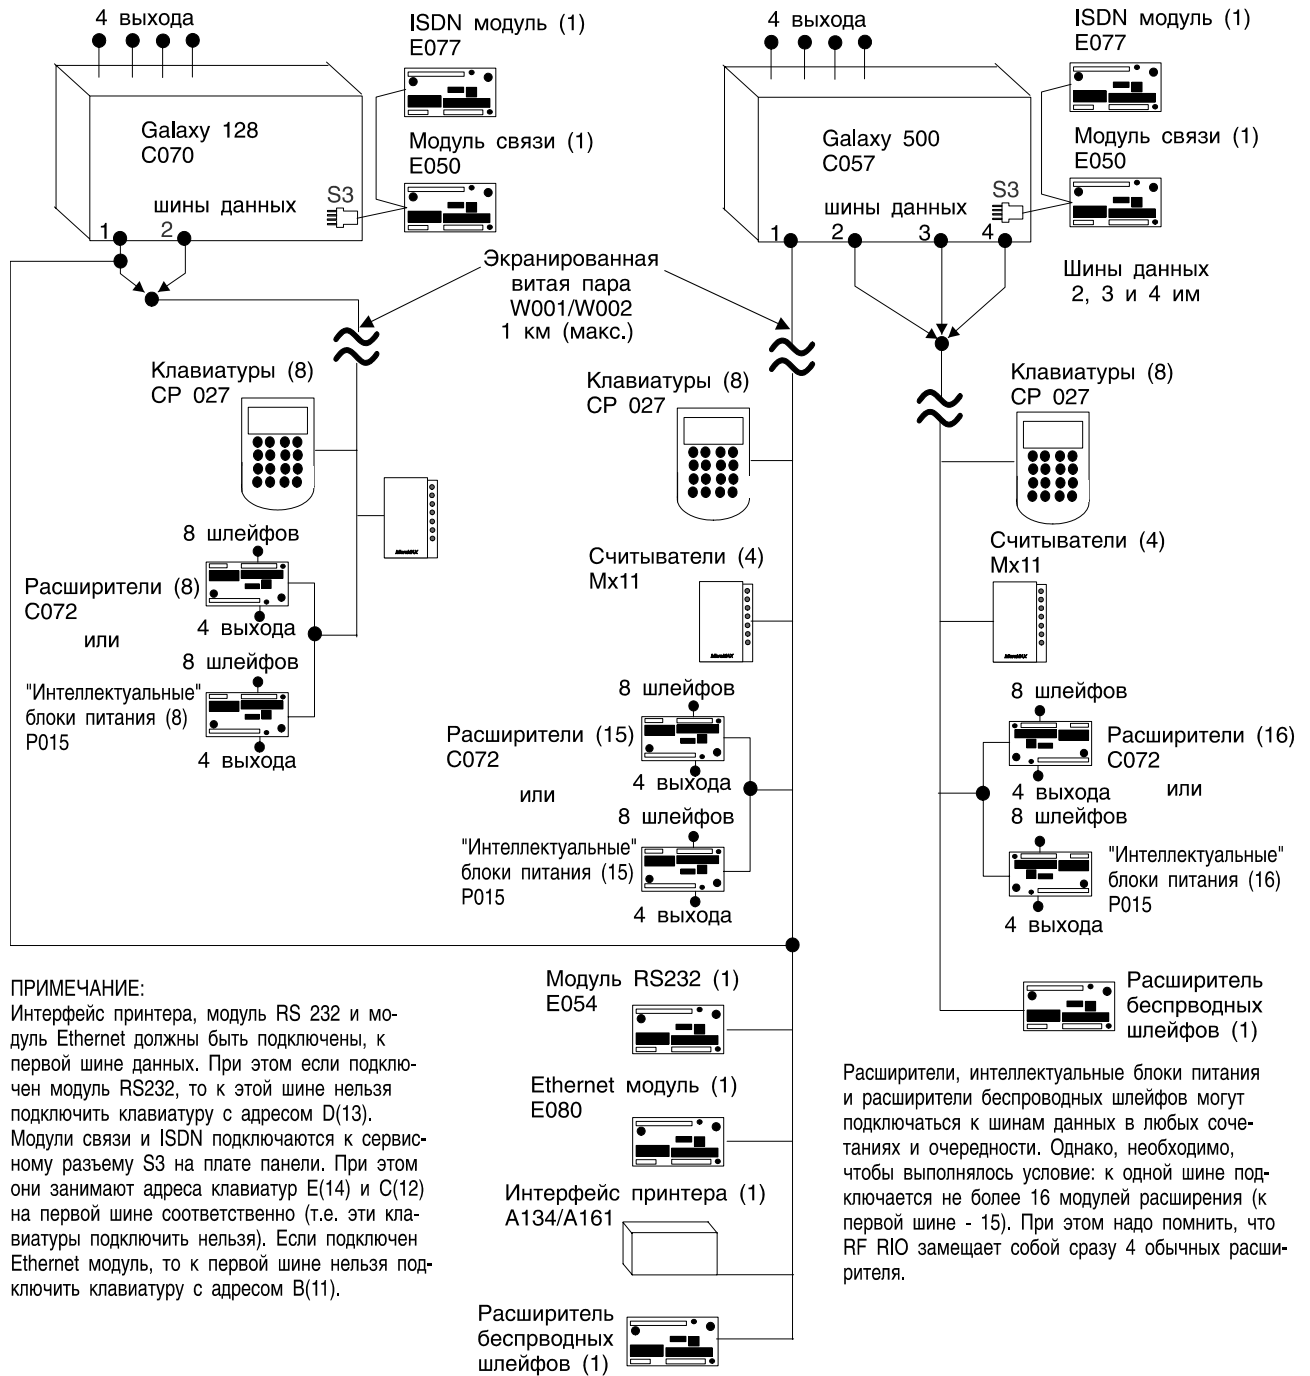 4 выхода
ISDN модуль (1)
E077
Galaxy 128
C070
Модуль связи (1)
E050
S3
шины данных
1
2
4 выхода
ISDN модуль (1)
E077
Galaxy 500
C057
Модуль связи (1)
E050
S3
шины данных
1
2
3
4
Экранированная
витая пара
W001/W002
1 км (макс.)
Шины данных
2, 3 и 4 им
Клавиатуры (8)
CP 027
MicroMAX
8 шлейфов
Расширители (8)
C072
4 выхода
или
8 шлейфов
"Интеллектуальные"
блоки питания (8)
P015
4 выхода
Клавиатуры (8)
CP 027
Считыватели (4)
Mx11
MicroMAX
8 шлейфов
Расширители (15)
C072
4 выхода
или
8 шлейфов
"Интеллектуальные"
блоки питания (15)
P015
4 выхода
Клавиатуры (8)
CP 027
Считыватели (4)
Mx11
MicroMAX
8 шлейфов
Расширители (16)
C072
4 выхода
или
8 шлейфов
"Интеллектуальные"
блоки питания (16)
P015
4 выхода
Расширитель
беспрводных
шлейфов (1)
Модуль RS232 (1)
E054
Ethernet модуль (1)
E080
Интерфейс принтера (1)
A134/A161
Расширитель
беспрводных
шлейфов (1)
ПРИМЕЧАНИЕ:
Интерфейс принтера, модуль RS 232 и мо-
дуль Ethernet должны быть подключены, к
первой шине данных. При этом если подклю-
чен модуль RS232, то к этой шине нельзя
подключить клавиатуру с адресом D(13).
Модули связи и ISDN подключаются к сервис-
ному разъему S3 на плате панели. При этом
они занимают адреса клавиатур E(14) и C(12)
на первой шине соответственно (т.е. эти кла-
виатуры подключить нельзя). Если подключен
Ethernet модуль, то к первой шине нельзя под-
ключить клавиатуру с адресом B(11).
Расширители, интеллектуальные блоки питания
и расширители беспроводных шлейфов могут
подключаться к шинам данных в любых соче-
таниях и очередности. Однако, необходимо,
чтобы выполнялось условие: к одной шине под-
ключается не более 16 модулей расширения (к
первой шине - 15). При этом надо помнить, что
RF RIO замещает собой сразу 4 обычных расши-
рителя.